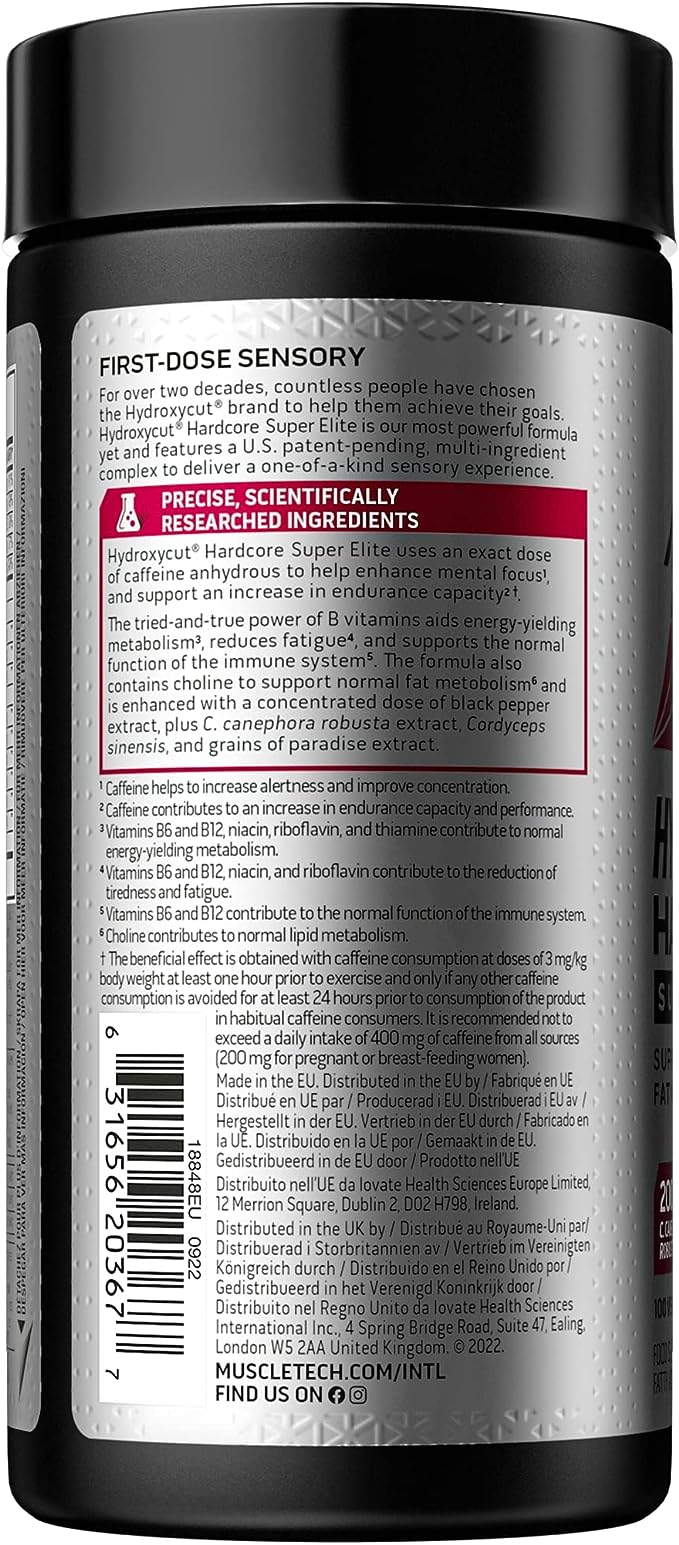 FIRST-DOSE SENSORY
For over two decades, countless people have chosen
the Hydroxycut® brand to help them achieve their goals.
Hydroxycut® Hardcore Super Elite is our most powerful formula
yet and features a U.S. patent-pending, multi-ingredient
complex to deliver a one-of-a-kind sensory experience.
PRECISE, SCIENTIFICALLY
RESEARCHED INGREDIENTS
Hydroxycut® Hardcore Super Elite uses an exact dose
of caffeine anhydrous to help enhance mental focus¹,
and support an increase in endurance capacity²†.
The tried-and-true power of B vitamins aids energy-yielding
metabolism³, reduces fatigue⁴, and supports the normal
function of the immune system⁵. The formula also
contains choline to support normal fat metobolism⁶ and
is enhanced with a concentrated dose of black pepper
extract, plus C. canephora robusta extract, Cordyceps
sinensis, and grains of paradise extract.
¹ Caffeine helps to increase alertness and improve concentration.
² Caffeine contributes to an increase in endurance capacity and performance.
³ Vitamins B6 and B12, niacin, riboflavin, and thiamine contribute to normal
energy-yielding metabolism.
⁴ Vitamins B6 and B12, niacin, and riboflavin contribute to the reduction of
tiredness and fatigue.
⁵ Vitamins B6 and B12 contribute to the normal function of the immune system.
⁶ Choline contributes to normal lipid metabolism.
† The beneficial effect is obtained with caffeine consumption at doses of 3 mg/kg
body weight at least one hour prior to exercise and only if any other caffeine
consumption is avoided for at least 24 hours prior to consumption of the product
in habitual caffeine consumers. It is recommended not to
exceed a daily intake of 400 mg of caffeine from all sources
(200 mg for pregnant or breast-feeding women).
Made in the EU. Distributed in the EU by / Fabriqué en UE
Distribué en UE par / Producerad i EU. Distribuerad i EU av /
Hergestellt in der EU. Vertrieb in der EU durch / Fabricado en
la UE. Distribuido en la UE por / Gemaakt in de EU.
Gedistribueerd in de EU door / Prodotto nell'UE
Distribuito nell'UE da Iovate Health Sciences Europe Limited,
12 Merrion Square, Dublin 2, D02 H798, Ireland.
Distributed in the UK by / Distribué au Royaume-Uni par/
Distribuerad i Storbritannien av / Vertrieb im Vereinigten
Königreich durch / Distribuido en el Reino Unido por/
Gedistribueerd in het Verenigd Koninkrijk door /
Distribuito nel Regno Unito da Iovate Health Sciences
International Inc., 4 Spring Bridge Road, Suite 47, Ealing,
London W5 2AA United Kingdom. © 2022.
MUSCLETECH.COM/INTL
FIND US ON
6 31656 20367 7
18848EU 0922